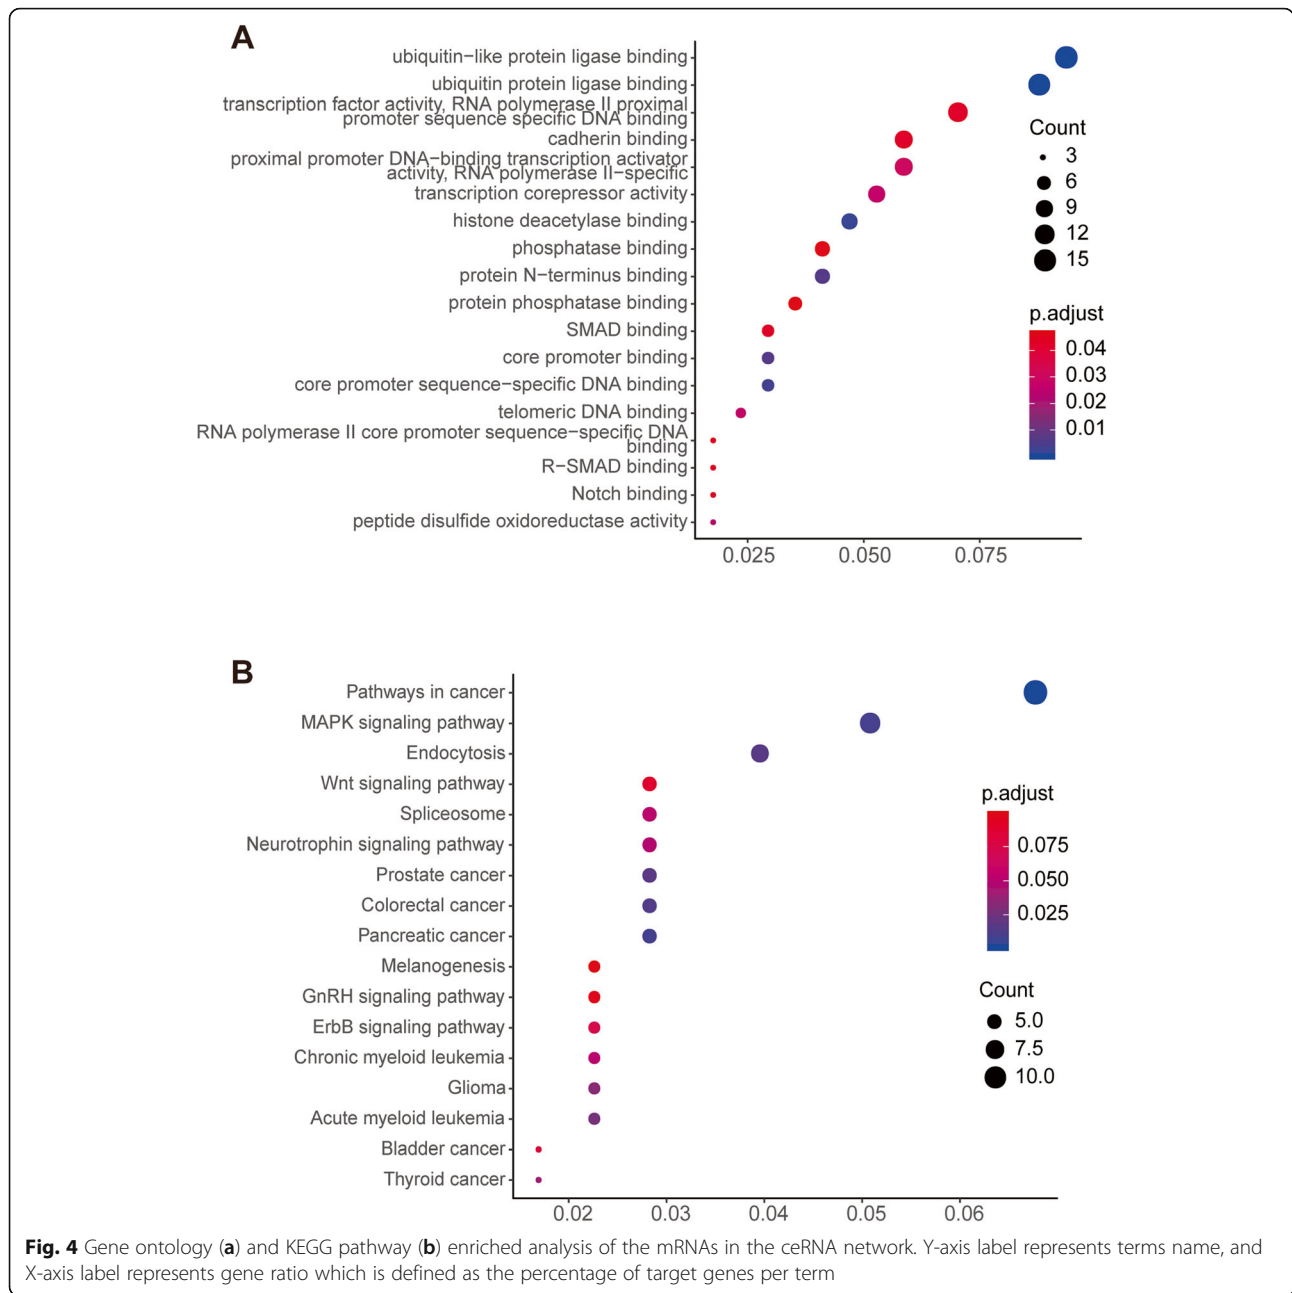 A
ubiquitin−like protein ligase binding
ubiquitin protein ligase binding
transcription factor activity, RNA polymerase II proximal
promoter sequence specific DNA binding
cadherin binding
proximal promoter DNA−binding transcription activator
activity, RNA polymerase II−specific
transcription corepressor activity
histone deacetylase binding
phosphatase binding
protein N−terminus binding
protein phosphatase binding
SMAD binding
core promoter binding
core promoter sequence−specific DNA binding
telomeric DNA binding
RNA polymerase II core promoter sequence−specific DNA
binding
R−SMAD binding
Notch binding
peptide disulfide oxidoreductase activity
0.025 0.050 0.075
Count
3
6
9
12
15
p.adjust
0.04
0.03
0.02
0.01
B
Pathways in cancer
MAPK signaling pathway
Endocytosis
Wnt signaling pathway
Spliceosome
Neurotrophin signaling pathway
Prostate cancer
Colorectal cancer
Pancreatic cancer
Melanogenesis
GnRH signaling pathway
ErbB signaling pathway
Chronic myeloid leukemia
Glioma
Acute myeloid leukemia
Bladder cancer
Thyroid cancer
0.02 0.03 0.04 0.05 0.06
p.adjust
0.075
0.050
0.025
Count
5.0
7.5
10.0
Fig. 4 Gene ontology (a) and KEGG pathway (b) enriched analysis of the mRNAs in the ceRNA network. Y-axis label represents terms name, and
X-axis label represents gene ratio which is defined as the percentage of target genes per term